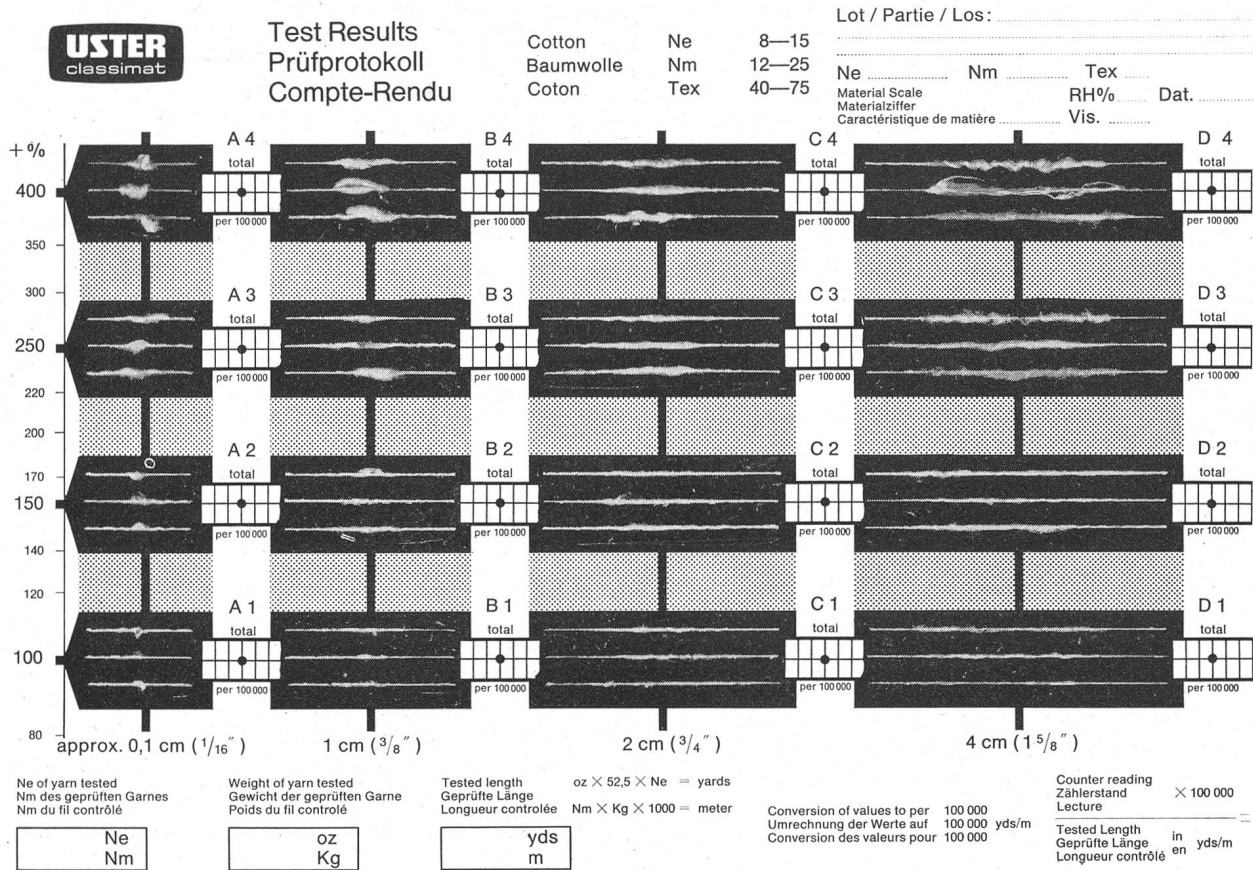 USTER
classimat
Test Results
Prüfprotokoll
Compte-Rendu
Cotton Ne 8—15
Baumwolle Nm 12—25
Coton Tex 40—75
Lot / Partie / Los:
Ne Nm Tex
Material Scale
Materialziffer
Caractéristique de matière
RH% Dat.
Vis.
+ %
A 4 B 4 C 4 D 4
total total total total
400
per 100 000 per 100 000 per 100 000 per 100 000
350
300
A 3 B 3 C 3 D 3
total total total total
250
per 100 000 per 100 000 per 100 000 per 100 000
220
200
A 2 B 2 C 2 D 2
170
total total total total
150
per 100 000 per 100 000 per 100 000 per 100 000
140
120
A 1 B 1 C 1 D 1
total total total total
100
per 100 000 per 100 000 per 100 000 per 100 000
80
approx. 0,1 cm (1/16″) 1 cm (3/8″) 2 cm (3/4″) 4 cm (1 5/8″)
Ne of yarn tested
Nm des geprüften Garnes
Nm du fil contrôlé
Ne
Nm
Weight of yarn tested
Gewicht der geprüften Garne
Poids du fil controlé
oz
Kg
Tested length
Geprüfte Länge
Longueur controlée
yds
m
oz × 52,5 × Ne = yards
Nm × Kg × 1000 = meter
Conversion of values to per 100 000
Umrechnung der Werte auf 100 000 yds/m
Conversion des valeurs pour 100 000
Counter reading
Zählerstand × 100 000
Lecture
=
Tested Length in
Geprüfte Länge yds/m
Longueur contrôlé en